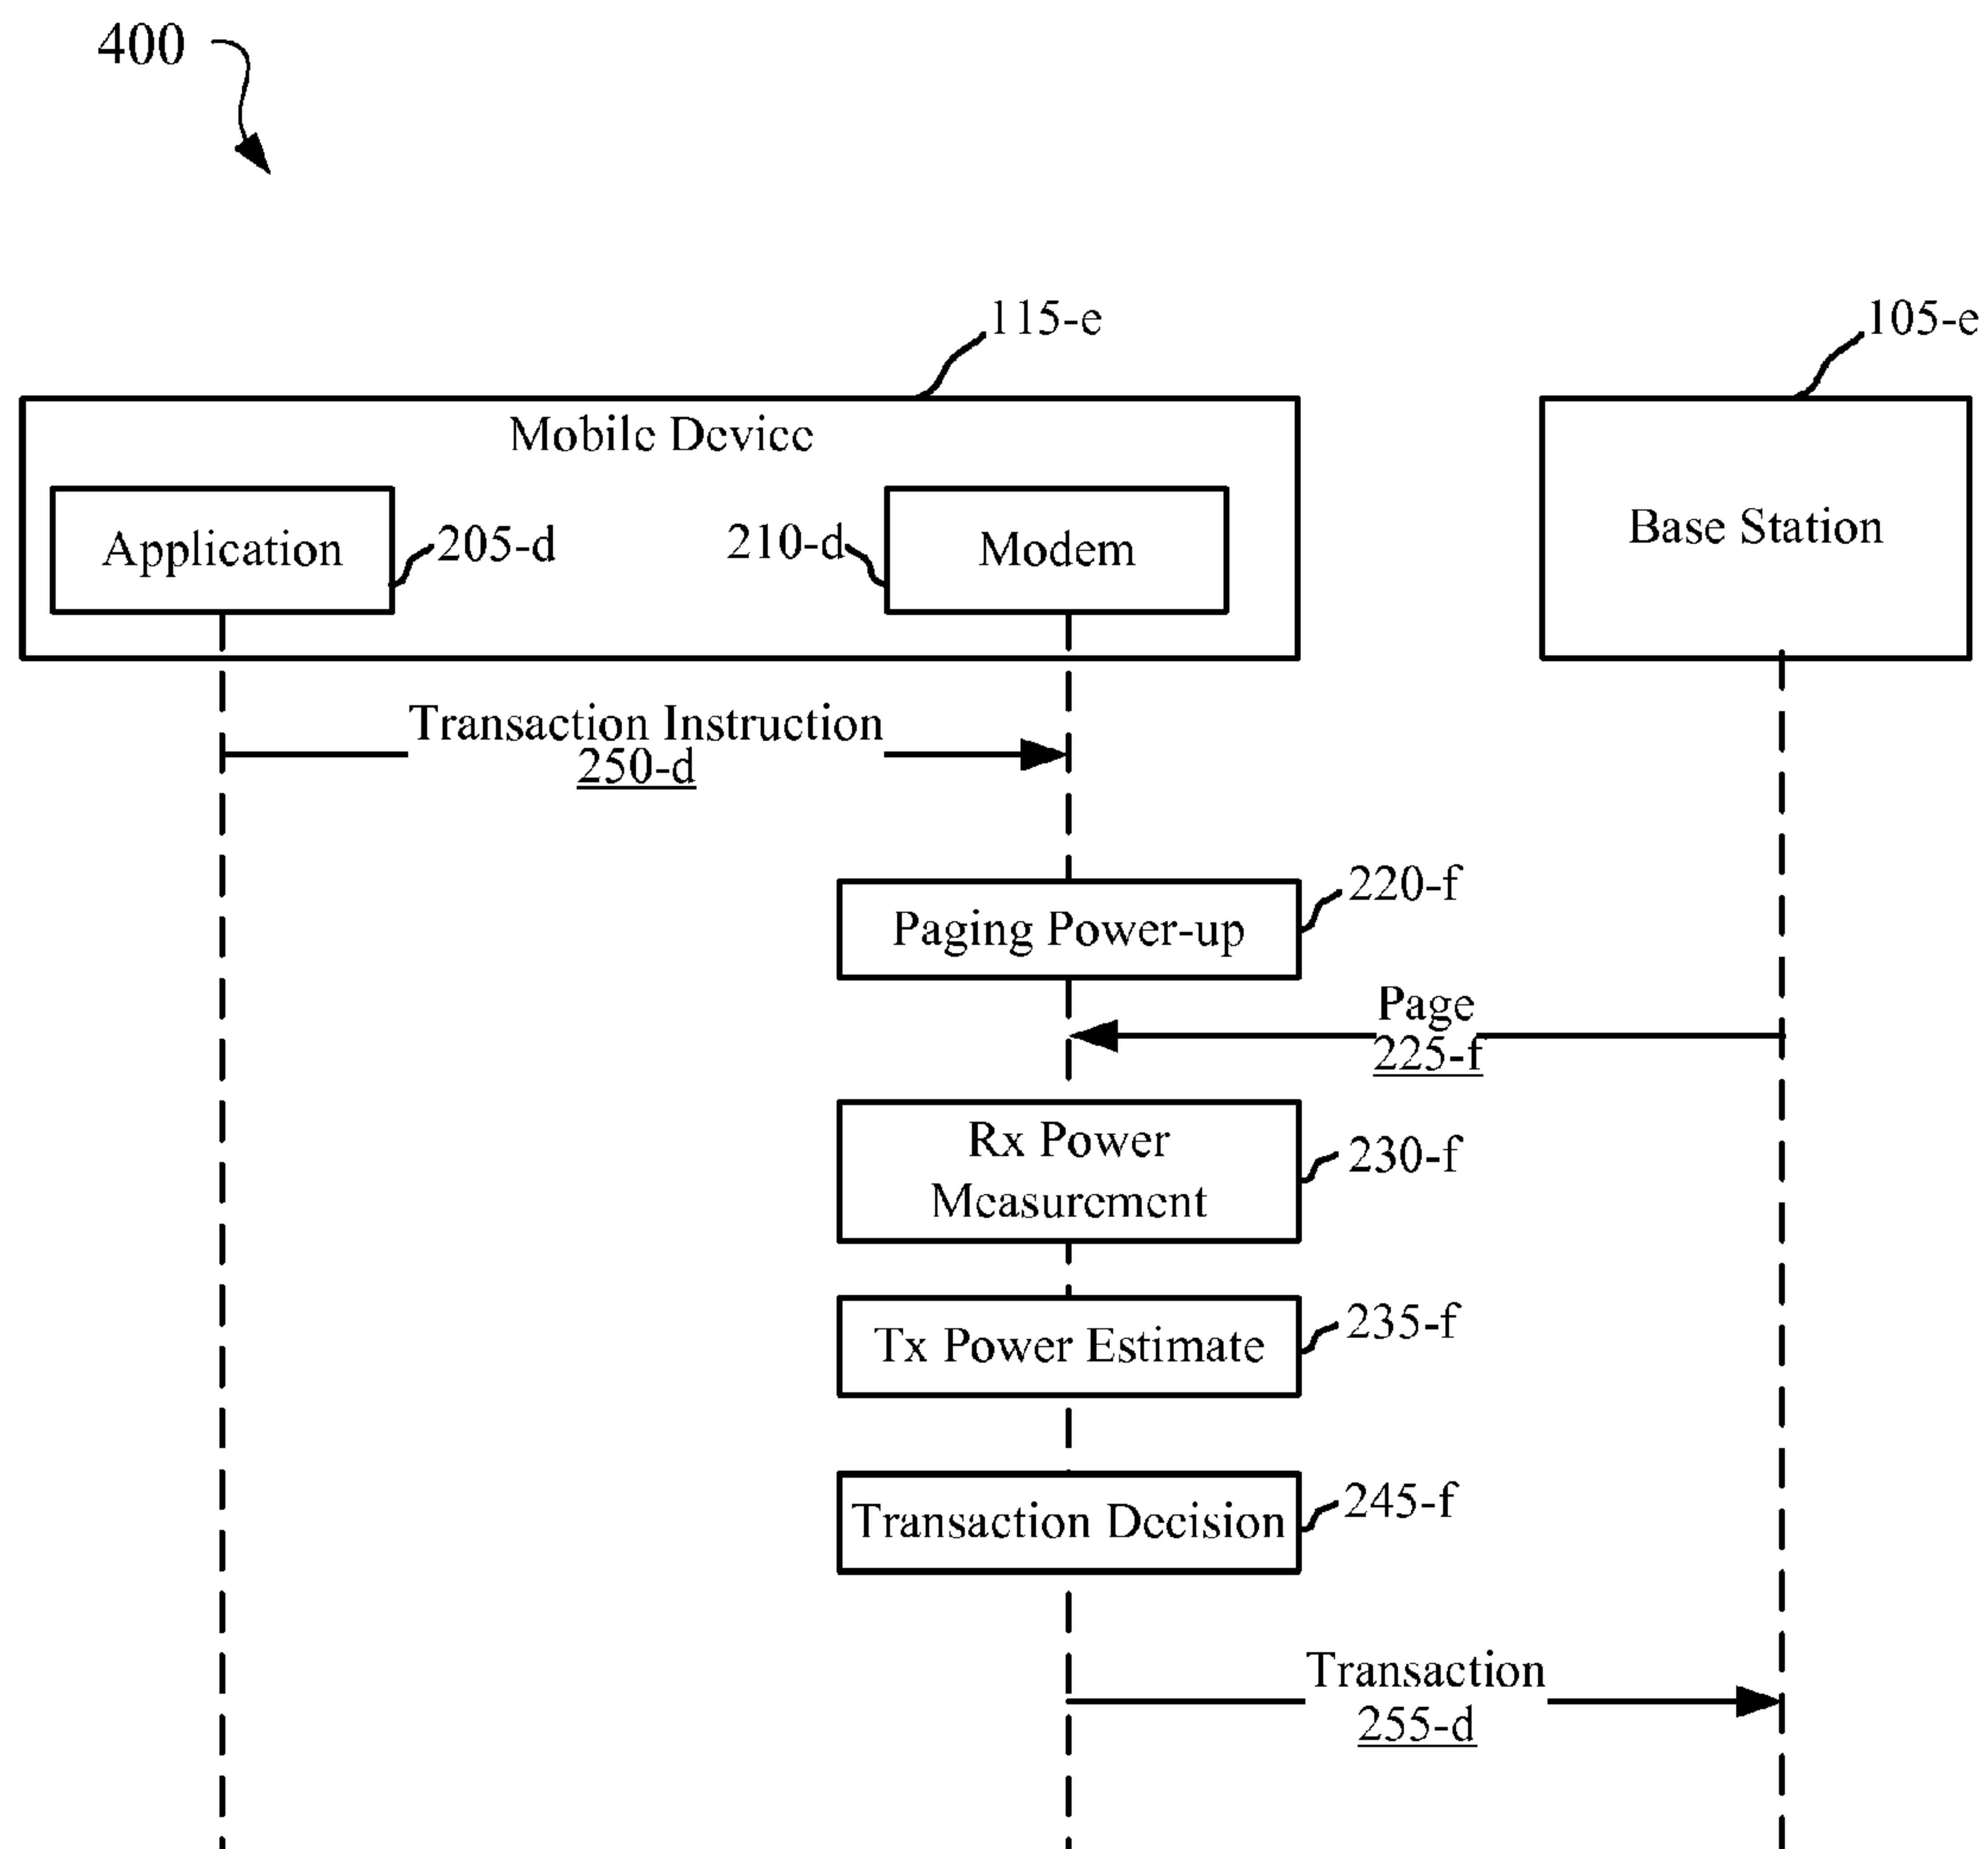 400
115-e
105-e
Mobile Device
Application
205-d
210-d
Modem
Base Station
Transaction Instruction
250-d
Paging Power-up
220-f
Page
225-f
Rx Power
Measurement
230-f
Tx Power Estimate
235-f
Transaction Decision
245-f
Transaction
255-d